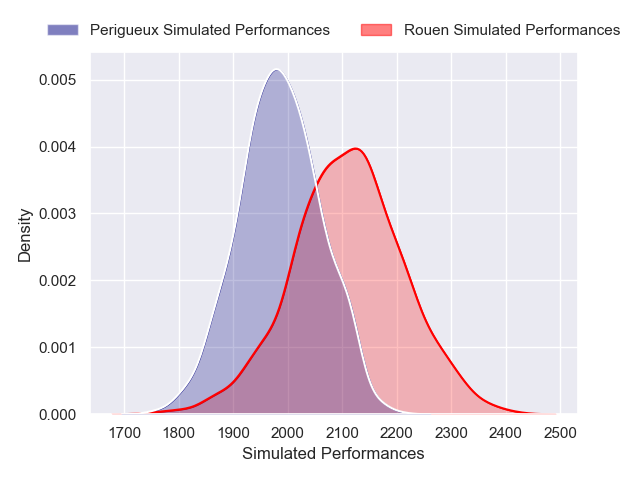 Perigueux Simulated Performances
Rouen Simulated Performances
0.005
0.004
0.003
0.002
0.001
0.000
Density
1700 1800 1900 2000 2100 2200 2300 2400 2500
Simulated Performances